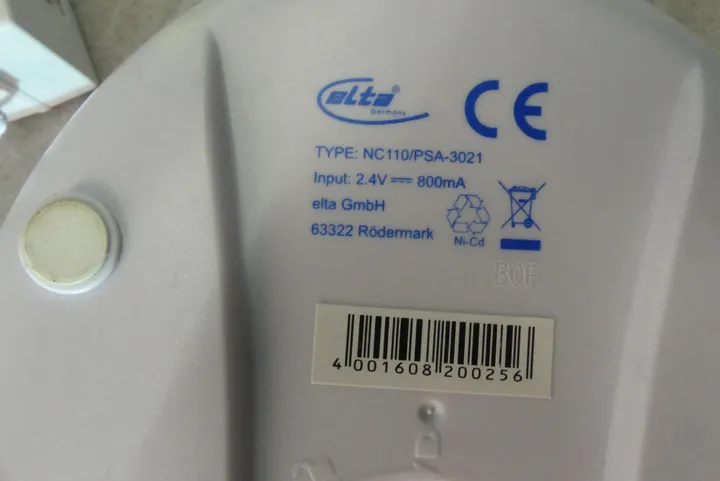 elta®
Germany
CE
TYPE: NC110/PSA-3021
Input: 2.4V⎓800mA
elta GmbH
63322 Rödermark
Ni-Cd
BOF
4 001608 200256